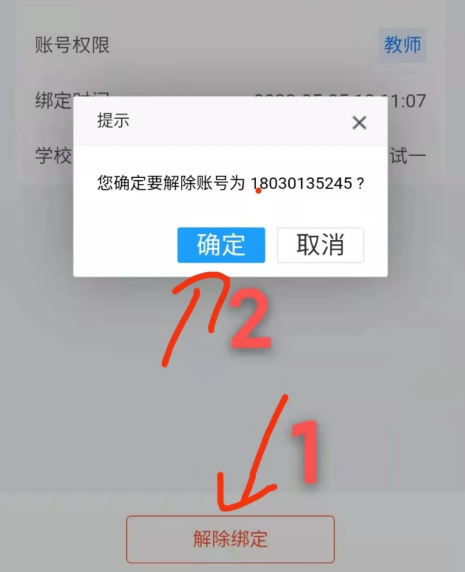 账号权限 教师
绑定时间 11:07
提示
学校 试一
您确定要解除账号为 18030135245？
确定 取消
2
1
解除绑定